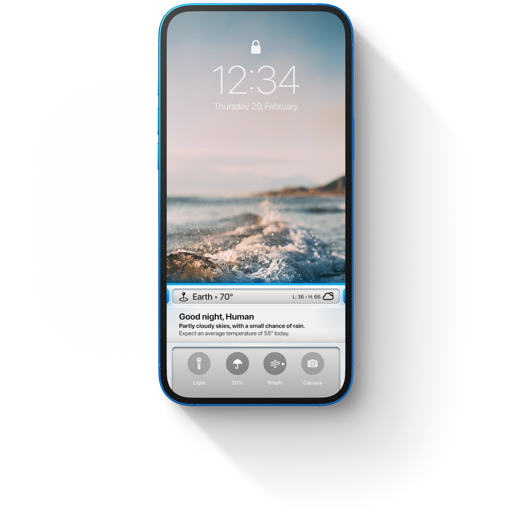 12:34
Thursday 29, February
Earth • 70°
L: 36 • H: 66
Good night, Human
Partly cloudy skies, with a small chance of rain.
Expect an average temperature of 55° today.
Light
20%
5mph
Camera